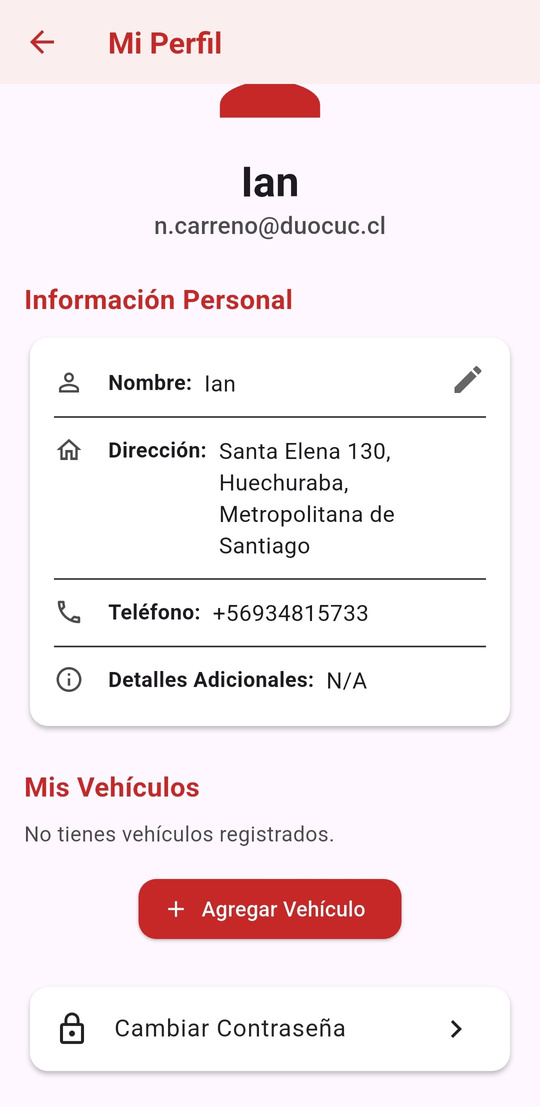 Mi Perfil
Ian
n.carreno@duocuc.cl
Información Personal
Nombre: Ian
Dirección: Santa Elena 130,
Huechuraba,
Metropolitana de
Santiago
Teléfono: +56934815733
Detalles Adicionales: N/A
Mis Vehículos
No tienes vehículos registrados.
+ Agregar Vehículo
Cambiar Contraseña